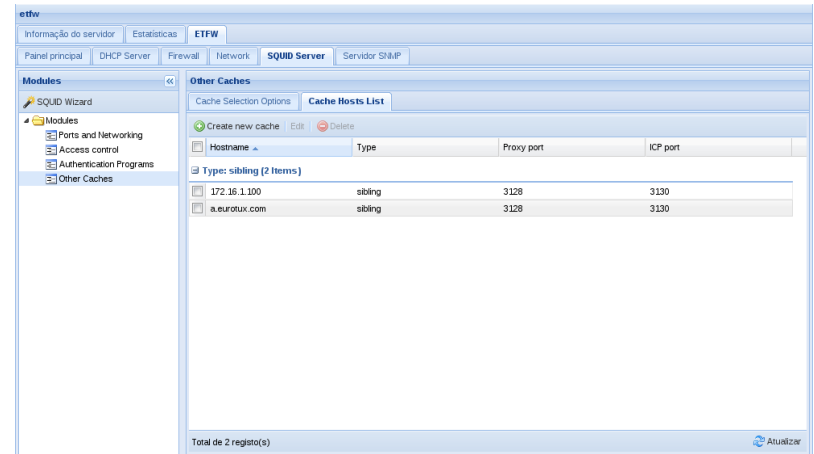 etfw
Informação do servidor Estatísticas ETFW
Painel principal DHCP Server Firewall Network SQUID Server Servidor SNMP
Modules
SQUID Wizard
Modules
Ports and Networking
Access control
Authentication Programs
Other Caches
Other Caches
Cache Selection Options Cache Hosts List
Create new cache Edit Delete
Hostname Type Proxy port ICP port
Type: sibling (2 Items)
172.16.1.100 sibling 3128 3130
a.eurotux.com sibling 3128 3130
Total de 2 registo(s) Atualizar